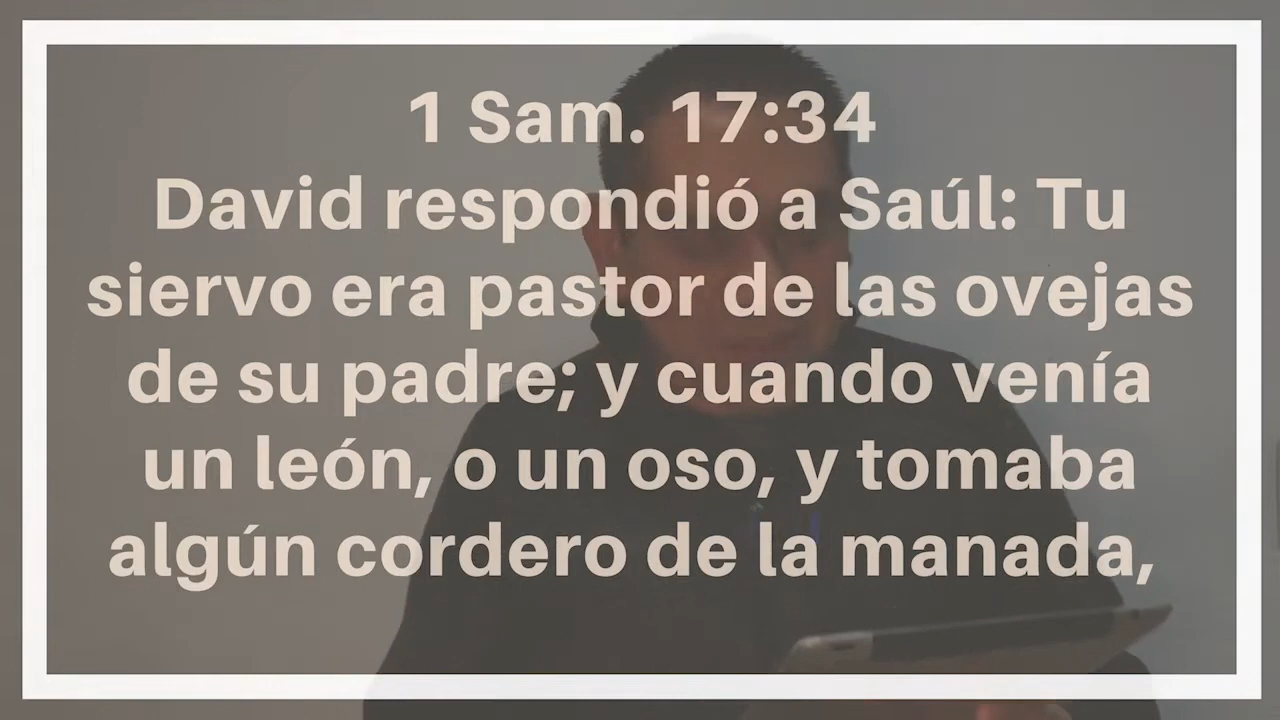 1 Sam. 17:34
David respondió a Saúl: Tu
siervo era pastor de las ovejas
de su padre; y cuando venía
un león, o un oso, y tomaba
algún cordero de la manada,